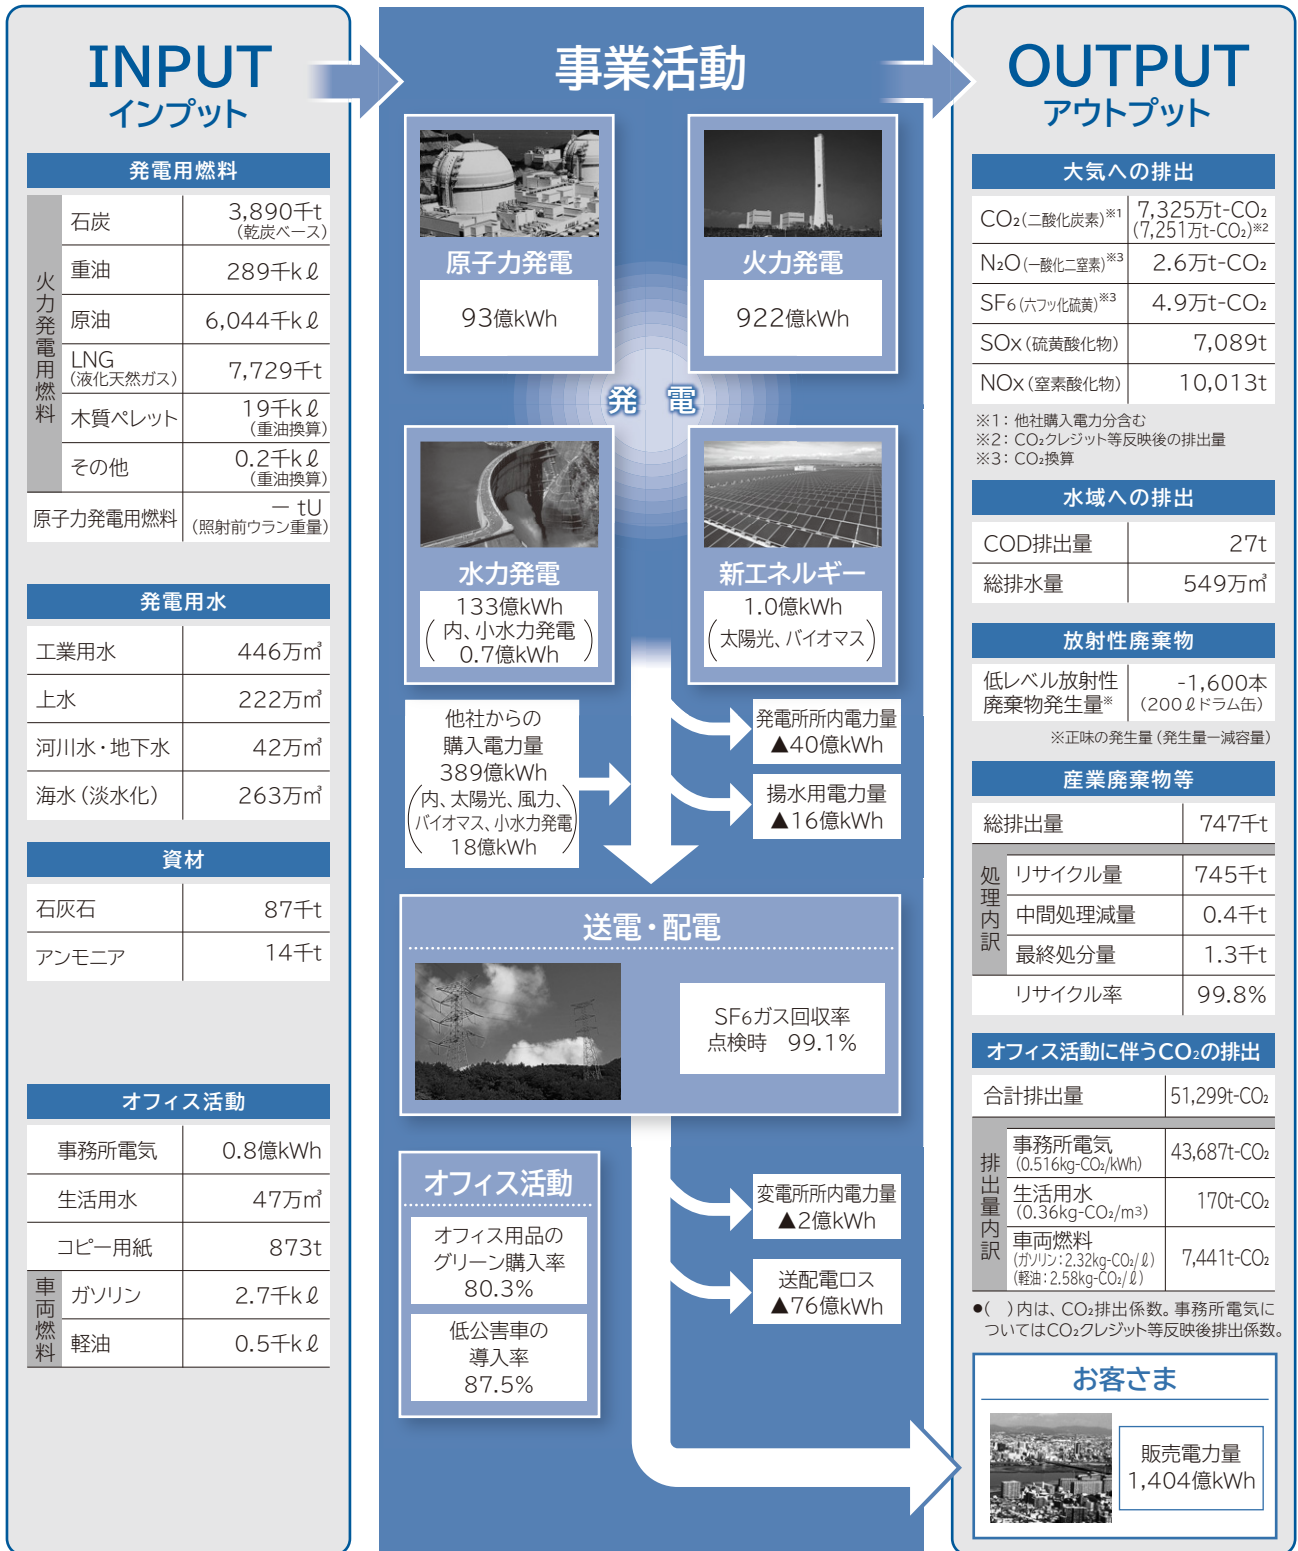 INPUT
インプット
発電用燃料
火力発電用燃料
石炭
3,890千t
(乾炭ベース)
重油
289千kℓ
原油
6,044千kℓ
LNG
(液化天然ガス)
7,729千t
木質ペレット
19千kℓ
(重油換算)
その他
0.2千kℓ
(重油換算)
原子力発電用燃料
― tU
(照射前ウラン重量)
発電用水
工業用水
446万㎥
上水
222万㎥
河川水・地下水
42万㎥
海水(淡水化)
263万㎥
資材
石灰石
87千t
アンモニア
14千t
オフィス活動
事務所電気
0.8億kWh
生活用水
47万㎥
コピー用紙
873t
車両燃料
ガソリン
2.7千kℓ
軽油
0.5千kℓ
事業活動
原子力発電
93億kWh
火力発電
922億kWh
発 電
水力発電
133億kWh
(内、小水力発電
0.7億kWh)
新エネルギー
1.0億kWh
(太陽光、バイオマス)
他社からの
購入電力量
389億kWh
(内、太陽光、風力、
バイオマス、小水力発電
18億kWh)
発電所所内電力量
▲40億kWh
揚水用電力量
▲16億kWh
送電・配電
SF6ガス回収率
点検時 99.1%
オフィス活動
オフィス用品の
グリーン購入率
80.3%
低公害車の
導入率
87.5%
変電所所内電力量
▲2億kWh
送配電ロス
▲76億kWh
OUTPUT
アウトプット
大気への排出
CO₂(二酸化炭素)※1
7,325万t-CO₂
(7,251万t-CO₂)※2
N₂O(一酸化二窒素)※3
2.6万t-CO₂
SF6(六フッ化硫黄)※3
4.9万t-CO₂
SOx(硫黄酸化物)
7,089t
NOx(窒素酸化物)
10,013t
※1：他社購入電力分含む
※2：CO₂クレジット等反映後の排出量
※3：CO₂換算
水域への排出
COD排出量
27t
総排水量
549万㎥
放射性廃棄物
低レベル放射性
廃棄物発生量※
-1,600本
(200ℓドラム缶)
※正味の発生量(発生量ー減容量)
産業廃棄物等
総排出量
747千t
処理内訳
リサイクル量
745千t
中間処理減量
0.4千t
最終処分量
1.3千t
リサイクル率
99.8%
オフィス活動に伴うCO₂の排出
合計排出量
51,299t-CO₂
排出量内訳
事務所電気
(0.516kg-CO₂/kWh)
43,687t-CO₂
生活用水
(0.36kg-CO₂/m3)
170t-CO₂
車両燃料
(ガソリン：2.32kg-CO₂/ℓ)
(軽油：2.58kg-CO₂/ℓ)
7,441t-CO₂
●( )内は、CO₂排出係数。事務所電気に
ついてはCO₂クレジット等反映後排出係数。
お客さま
販売電力量
1,404億kWh